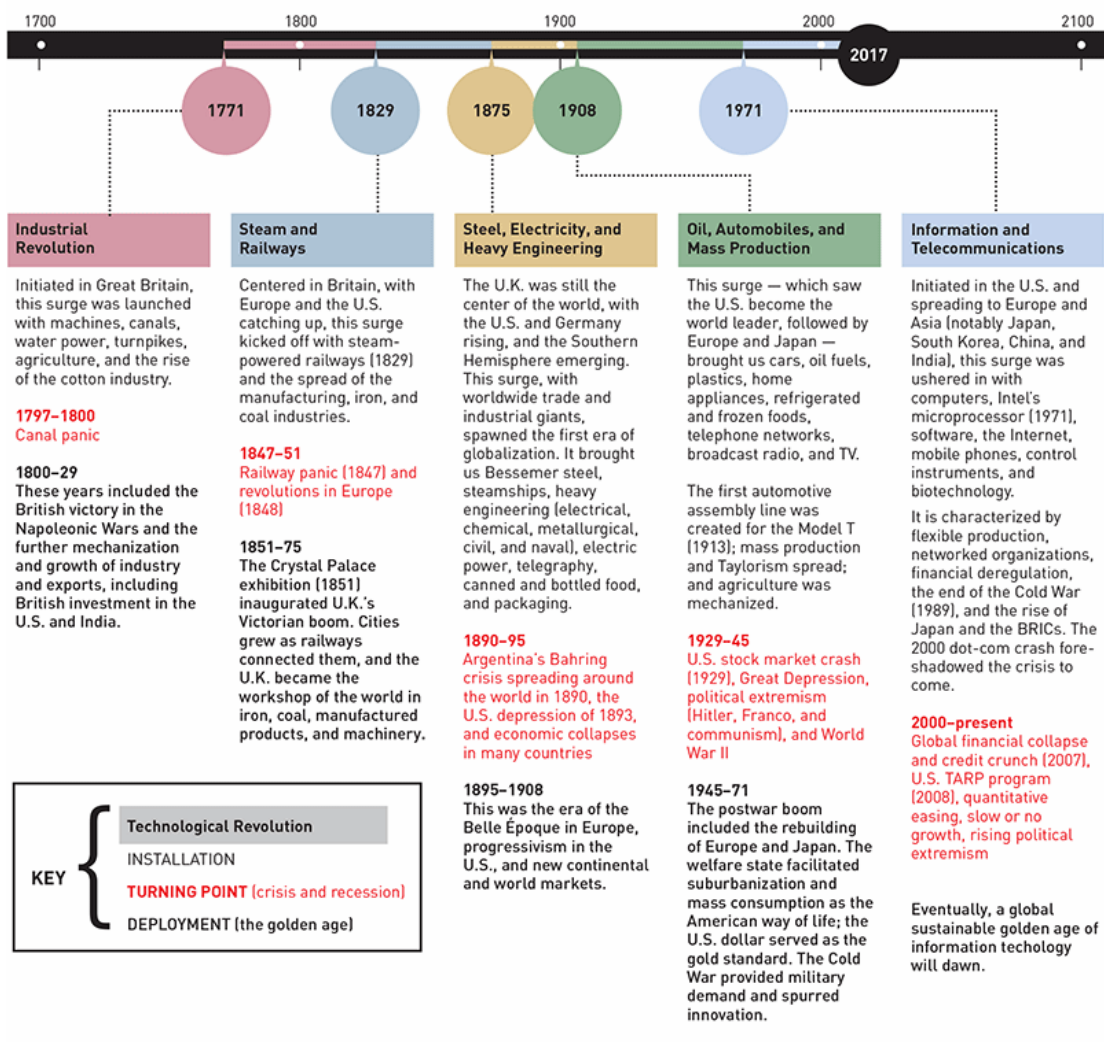 1700
1800
1900
2000
2100
2017
1771
1829
1875
1908
1971
Industrial
Revolution
Initiated in Great Britain,
this surge was launched
with machines, canals,
water power, turnpikes,
agriculture, and the rise
of the cotton industry.
1797–1800
Canal panic
1800–29
These years included the
British victory in the
Napoleonic Wars and the
further mechanization
and growth of industry
and exports, including
British investment in the
U.S. and India.
Steam and
Railways
Centered in Britain, with
Europe and the U.S.
catching up, this surge
kicked off with steam-
powered railways (1829)
and the spread of the
manufacturing, iron, and
coal industries.
1847–51
Railway panic (1847) and
revolutions in Europe
(1848)
1851–75
The Crystal Palace
exhibition (1851)
inaugurated U.K.'s
Victorian boom. Cities
grew as railways
connected them, and the
U.K. became the
workshop of the world in
iron, coal, manufactured
products, and machinery.
Steel, Electricity, and
Heavy Engineering
The U.K. was still the
center of the world, with
the U.S. and Germany
rising, and the Southern
Hemisphere emerging.
This surge, with
worldwide trade and
industrial giants,
spawned the first era of
globalization. It brought
us Bessemer steel,
steamships, heavy
engineering (electrical,
chemical, metallurgical,
civil, and naval), electric
power, telegraphy,
canned and bottled food,
and packaging.
1890–95
Argentina's Bahring
crisis spreading around
the world in 1890, the
U.S. depression of 1893,
and economic collapses
in many countries
1895–1908
This was the era of the
Belle Époque in Europe,
progressivism in the
U.S., and new continental
and world markets.
Oil, Automobiles, and
Mass Production
This surge — which saw
the U.S. become the
world leader, followed by
Europe and Japan —
brought us cars, oil fuels,
plastics, home
appliances, refrigerated
and frozen foods,
telephone networks,
broadcast radio, and TV.
The first automotive
assembly line was
created for the Model T
(1913); mass production
and Taylorism spread;
and agriculture was
mechanized.
1929–45
U.S. stock market crash
(1929), Great Depression,
political extremism
(Hitler, Franco, and
communism), and World
War II
1945–71
The postwar boom
included the rebuilding
of Europe and Japan. The
welfare state facilitated
suburbanization and
mass consumption as the
American way of life; the
U.S. dollar served as the
gold standard. The Cold
War provided military
demand and spurred
innovation.
Information and
Telecommunications
Initiated in the U.S. and
spreading to Europe and
Asia (notably Japan,
South Korea, China, and
India), this surge was
ushered in with
computers, Intel's
microprocessor (1971),
software, the Internet,
mobile phones, control
instruments, and
biotechnology.
It is characterized by
flexible production,
networked organizations,
financial deregulation,
the end of the Cold War
(1989), and the rise of
Japan and the BRICs. The
2000 dot-com crash fore-
shadowed the crisis to
come.
2000–present
Global financial collapse
and credit crunch (2007),
U.S. TARP program
(2008), quantitative
easing, slow or no
growth, rising political
extremism
Eventually, a global
sustainable golden age of
information techology
will dawn.
KEY
Technological Revolution
INSTALLATION
TURNING POINT (crisis and recession)
DEPLOYMENT (the golden age)